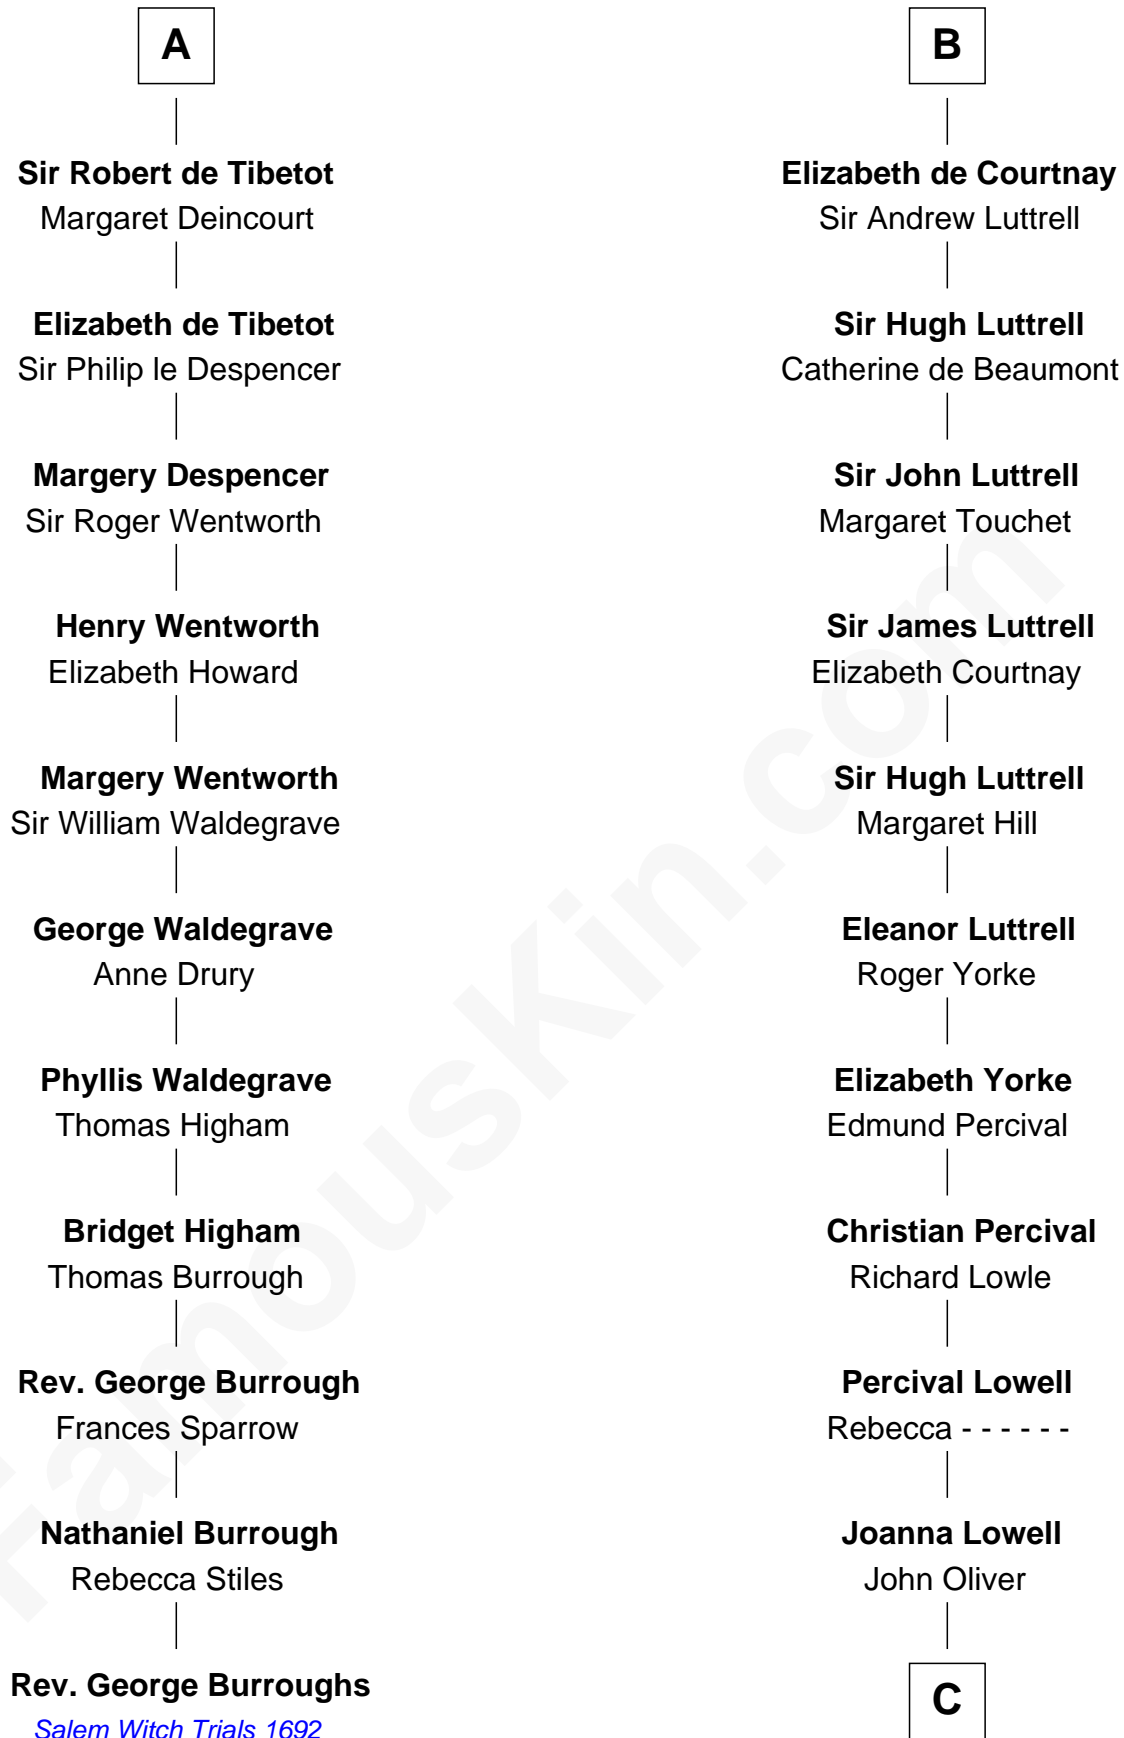 A
Sir Robert de Tibetot
Margaret Deincourt
Elizabeth de Tibetot
Sir Philip le Despencer
Margery Despencer
Sir Roger Wentworth
Henry Wentworth
Elizabeth Howard
Margery Wentworth
Sir William Waldegrave
George Waldegrave
Anne Drury
Phyllis Waldegrave
Thomas Higham
Bridget Higham
Thomas Burrough
Rev. George Burrough
Frances Sparrow
Nathaniel Burrough
Rebecca Stiles
Rev. George Burroughs
Salem Witch Trials 1692
B
Elizabeth de Courtnay
Sir Andrew Luttrell
Sir Hugh Luttrell
Catherine de Beaumont
Sir John Luttrell
Margaret Touchet
Sir James Luttrell
Elizabeth Courtnay
Sir Hugh Luttrell
Margaret Hill
Eleanor Luttrell
Roger Yorke
Elizabeth Yorke
Edmund Percival
Christian Percival
Richard Lowle
Percival Lowell
Rebecca - - - - - -
Joanna Lowell
John Oliver
C
FamousKin.com